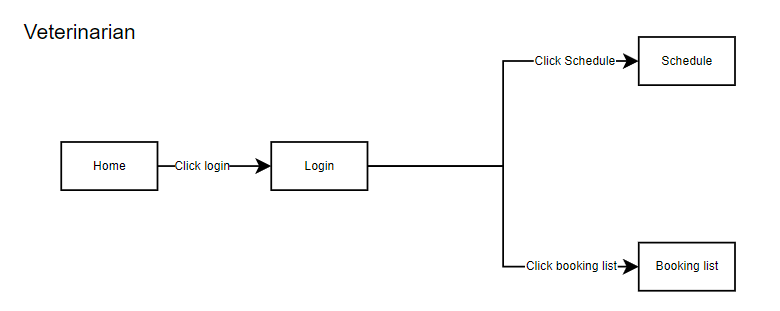 Veterinarian
Click Schedule
Schedule
Home
Click login
Login
Click booking list
Booking list